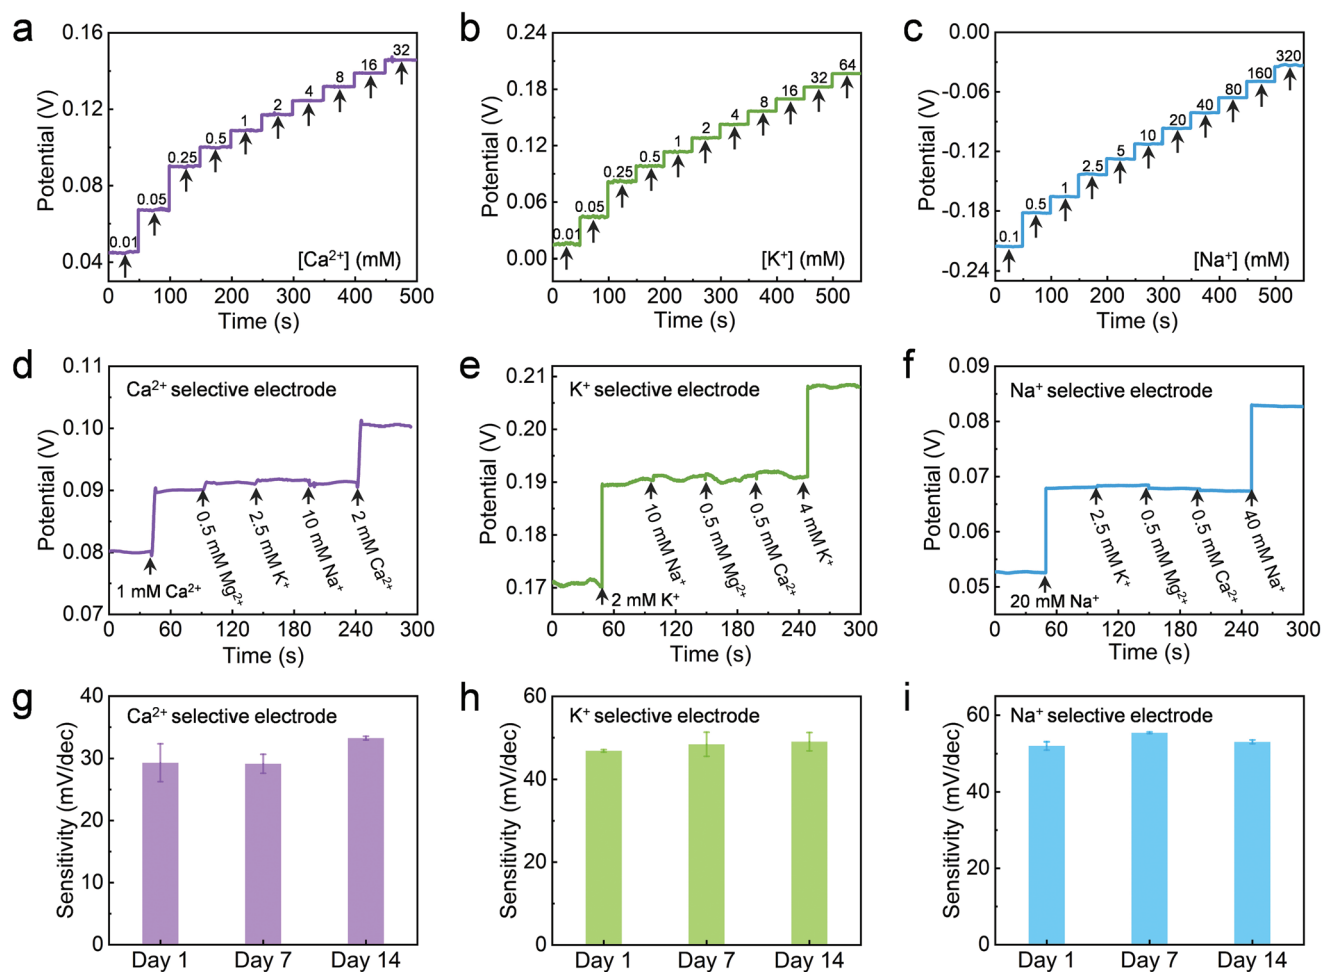 a
0.16
0.12
0.08
0.04
Potential (V)
0.01
0.05
0.25
0.5
1
2
4
8
16
32
[Ca²⁺] (mM)
0 100 200 300 400 500
Time (s)
b
0.24
0.18
0.12
0.06
0.00
Potential (V)
0.01
0.05
0.25
0.5
1
2
4
8
16
32
64
[K⁺] (mM)
0 100 200 300 400 500
Time (s)
c
0.00
-0.06
-0.12
-0.18
-0.24
Potential (V)
0.1
0.5
1
2.5
5
10
20
40
80
160
320
[Na⁺] (mM)
0 100 200 300 400 500
Time (s)
d
0.11
0.10
0.09
0.08
0.07
Potential (V)
Ca²⁺ selective electrode
1 mM Ca²⁺
0.5 mM Mg²⁺
2.5 mM K⁺
10 mM Na⁺
2 mM Ca²⁺
0 60 120 180 240 300
Time (s)
e
0.21
0.20
0.19
0.18
0.17
Potential (V)
K⁺ selective electrode
2 mM K⁺
10 mM Na⁺
0.5 mM Mg²⁺
0.5 mM Ca²⁺
4 mM K⁺
0 60 120 180 240 300
Time (s)
f
0.09
0.08
0.07
0.06
0.05
Potential (V)
Na⁺ selective electrode
20 mM Na⁺
2.5 mM K⁺
0.5 mM Mg²⁺
0.5 mM Ca²⁺
40 mM Na⁺
0 60 120 180 240 300
Time (s)
g
40
30
20
10
0
Sensitivity (mV/dec)
Ca²⁺ selective electrode
Day 1 Day 7 Day 14
h
60
40
20
0
Sensitivity (mV/dec)
K⁺ selective electrode
Day 1 Day 7 Day 14
i
60
40
20
0
Sensitivity (mV/dec)
Na⁺ selective electrode
Day 1 Day 7 Day 14